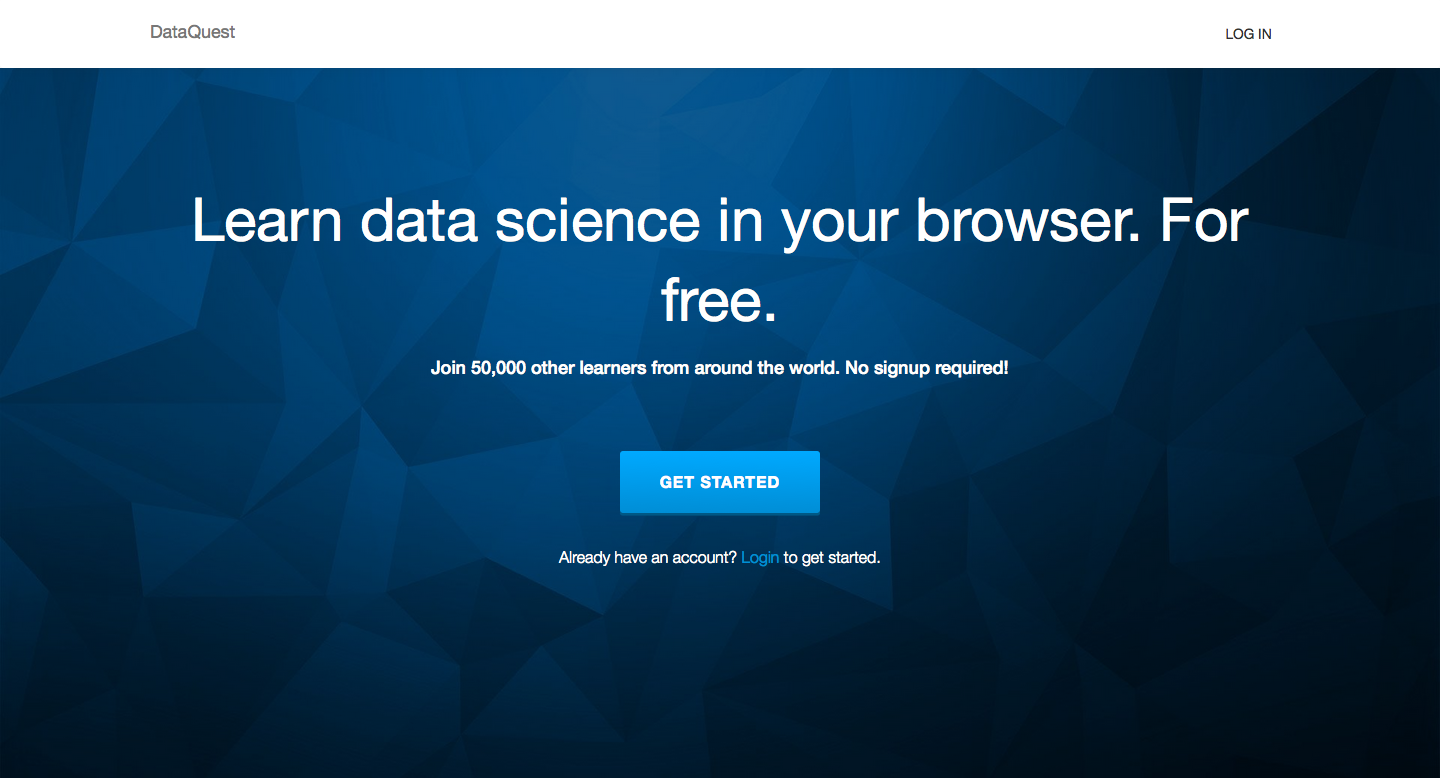 DataQuest
LOG IN
Learn data science in your browser. For
free.
Join 50,000 other learners from around the world. No signup required!
GET STARTED
Already have an account? Login to get started.